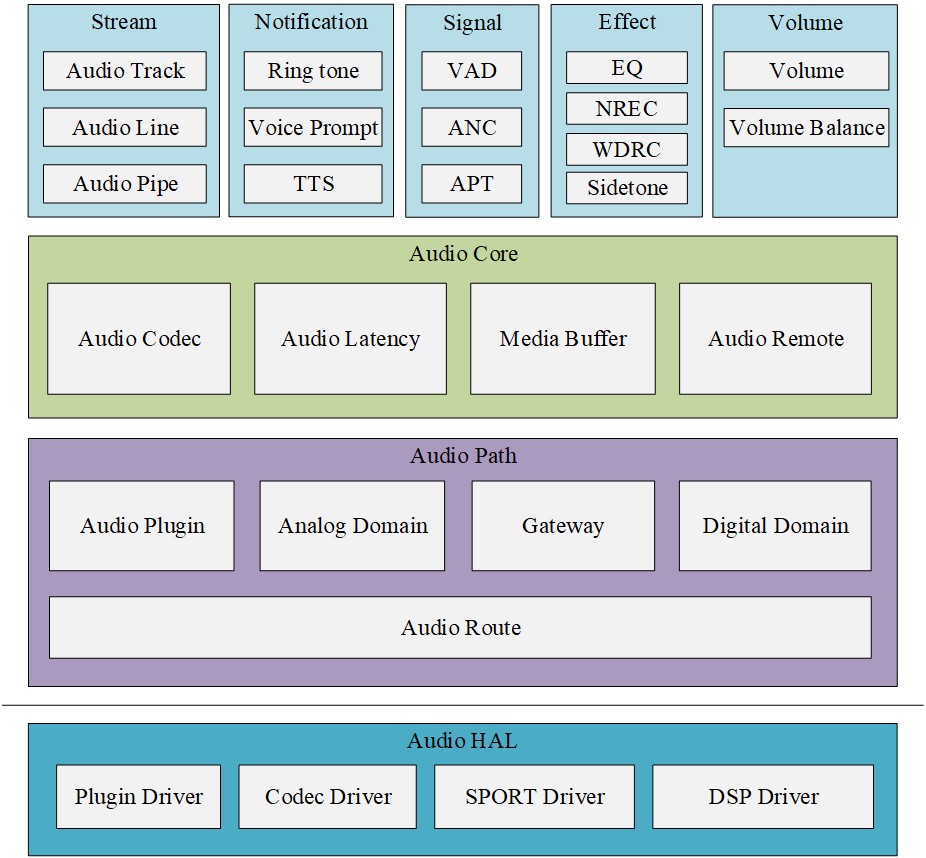 Stream
Audio Track
Audio Line
Audio Pipe
Notification
Ring tone
Voice Prompt
TTS
Signal
VAD
ANC
APT
Effect
EQ
NREC
WDRC
Sidetone
Volume
Volume
Volume Balance
Audio Core
Audio Codec
Audio Latency
Media Buffer
Audio Remote
Audio Path
Audio Plugin
Analog Domain
Gateway
Digital Domain
Audio Route
Audio HAL
Plugin Driver
Codec Driver
SPORT Driver
DSP Driver